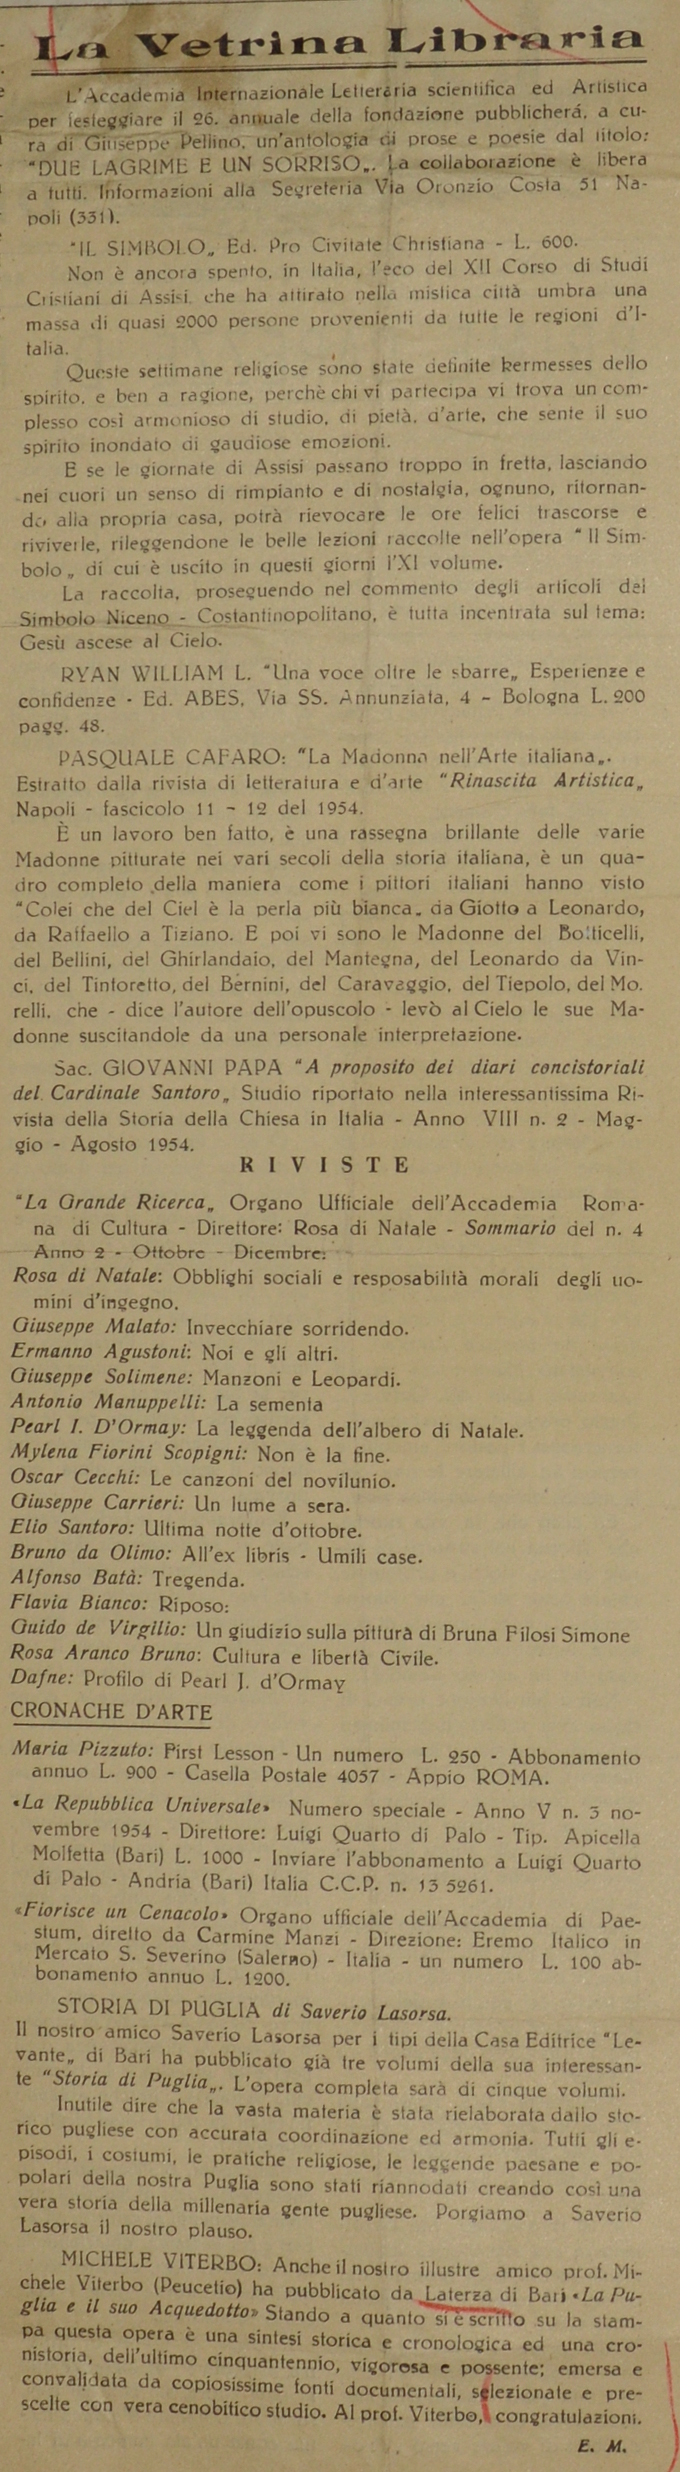 La Vetrina Libraria
L'Accademia Internazionale Letteraria scientifica ed Artistica
per festeggiare il 26. annuale della fondazione pubblicherá, a cu-
ra di Giuseppe Pellino, un'antologia di prose e poesie dal titolo:
"DUE LAGRIME E UN SORRISO„. La collaborazione è libera
a tutti. Informazioni alla Segreteria Via Oronzio Costa 51 Na-
poli (331).
"IL SIMBOLO„ Ed. Pro Civitate Christiana - L. 600.
Non è ancora spento, in Italia, l'eco del XII Corso di Studi
Cristiani di Assisi, che ha attirato nella mistica città umbra una
massa di quasi 2000 persone provenienti da tutte le regioni d'I-
talia.
Queste settimane religiose sono state definite kermesses dello
spirito, e ben a ragione, perchè chi vi partecipa vi trova un com-
plesso così armonioso di studio, di pietà, d'arte, che sente il suo
spirito inondato di gaudiose emozioni.
E se le giornate di Assisi passano troppo in fretta, lasciando
nei cuori un senso di rimpianto e di nostalgia, ognuno, ritornan-
do alla propria casa, potrà rievocare le ore felici trascorse e
riviverle, rileggendone le belle lezioni raccolte nell'opera " Il Sim-
bolo „ di cui è uscito in questi giorni l'XI volume.
La raccolta, proseguendo nel commento degli articoli del
Simbolo Niceno - Costantinopolitano, è tutta incentrata sul tema:
Gesù ascese al Cielo.
RYAN WILLIAM L. "Una voce oltre le sbarre„ Esperienze e
confidenze - Ed. ABES, Via SS. Annunziata, 4 - Bologna L. 200
pagg. 48.
PASQUALE CAFARO: "La Madonna nell'Arte italiana„.
Estratto dalla rivista di letteratura e d'arte "Rinascita Artistica„
Napoli - fascicolo 11 - 12 del 1954.
È un lavoro ben fatto, è una rassegna brillante delle varie
Madonne pitturate nei vari secoli della storia italiana, è un qua-
dro completo della maniera come i pittori italiani hanno visto
"Colei che del Ciel è la perla più bianca„ da Giotto a Leonardo,
da Raffaello a Tiziano. E poi vi sono le Madonne del Botticelli,
del Bellini, del Ghirlandaio, del Mantegna, del Leonardo da Vin-
ci, del Tintoretto, del Bernini, del Caravaggio, del Tiepolo, del Mo.
relli, che - dice l'autore dell'opuscolo - levò al Cielo le sue Ma-
donne suscitandole da una personale interpretazione.
Sac. GIOVANNI PAPA "A proposito dei diari concistoriali
del Cardinale Santoro„ Studio riportato nella interessantissima Ri-
vista della Storia della Chiesa in Italia - Anno VIII n. 2 - Mag-
gio - Agosto 1954.
RIVISTE
"La Grande Ricerca„ Organo Ufficiale dell'Accademia Roma-
na di Cultura - Direttore: Rosa di Natale - Sommario del n. 4
Anno 2 - Ottobre - Dicembre:
Rosa di Natale: Obblighi sociali e resposabilità morali degli uo-
mini d'ingegno.
Giuseppe Malato: Invecchiare sorridendo.
Ermanno Agustoni: Noi e gli altri.
Giuseppe Solimene: Manzoni e Leopardi.
Antonio Manuppelli: La sementa
Pearl I. D'Ormay: La leggenda dell'albero di Natale.
Mylena Fiorini Scopigni: Non è la fine.
Oscar Cecchi: Le canzoni del novilunio.
Giuseppe Carrieri: Un lume a sera.
Elio Santoro: Ultima notte d'ottobre.
Bruno da Olimo: All'ex libris - Umili case.
Alfonso Batà: Tregenda.
Flavia Bianco: Riposo:
Guido de Virgilio: Un giudizio sulla pittura di Bruna Filosi Simone
Rosa Aranco Bruno: Cultura e libertà Civile.
Dafne: Profilo di Pearl J. d'Ormay
CRONACHE D'ARTE
Maria Pizzuto: First Lesson - Un numero L. 250 - Abbonamento
annuo L. 900 - Casella Postale 4057 - Appio ROMA.
«La Repubblica Universale» Numero speciale - Anno V n. 3 no-
vembre 1954 - Direttore: Luigi Quarto di Palo - Tip. Apicella
Molfetta (Bari) L. 1000 - Inviare l'abbonamento a Luigi Quarto
di Palo - Andria (Bari) Italia C.C.P. n. 13 5261.
«Fiorisce un Cenacolo» Organo ufficiale dell'Accademia di Pae-
stum, diretto da Carmine Manzi - Direzione: Eremo Italico in
Mercato S. Severino (Salerno) - Italia - un numero L. 100 ab-
bonamento annuo L. 1200.
STORIA DI PUGLIA di Saverio Lasorsa.
Il nostro amico Saverio Lasorsa per i tipi della Casa Editrice "Le-
vante„ di Bari ha pubblicato già tre volumi della sua interessan-
te "Storia di Puglia„. L'opera completa sarà di cinque volumi.
Inutile dire che la vasta materia è stata rielaborata dallo sto-
rico pugliese con accurata coordinazione ed armonia. Tutti gli e-
pisodi, i costumi, le pratiche religiose, le leggende paesane e po-
polari della nostra Puglia sono stati riannodati creando così una
vera storia della millenaria gente pugliese. Porgiamo a Saverio
Lasorsa il nostro plauso.
MICHELE VITERBO: Anche il nostro illustre amico prof. Mi-
chele Viterbo (Peucetio) ha pubblicato da Laterza di Bari «La Pu-
glia e il suo Acquedotto» Stando a quanto si è scritto su la stam-
pa questa opera è una sintesi storica e cronologica ed una cro-
nistoria, dell'ultimo cinquantennio, vigorosa e possente; emersa e
convalidata da copiosissime fonti documentali, selezionate e pre-
scelte con vera cenobitico studio. Al prof. Viterbo, congratulazioni.
E. M.